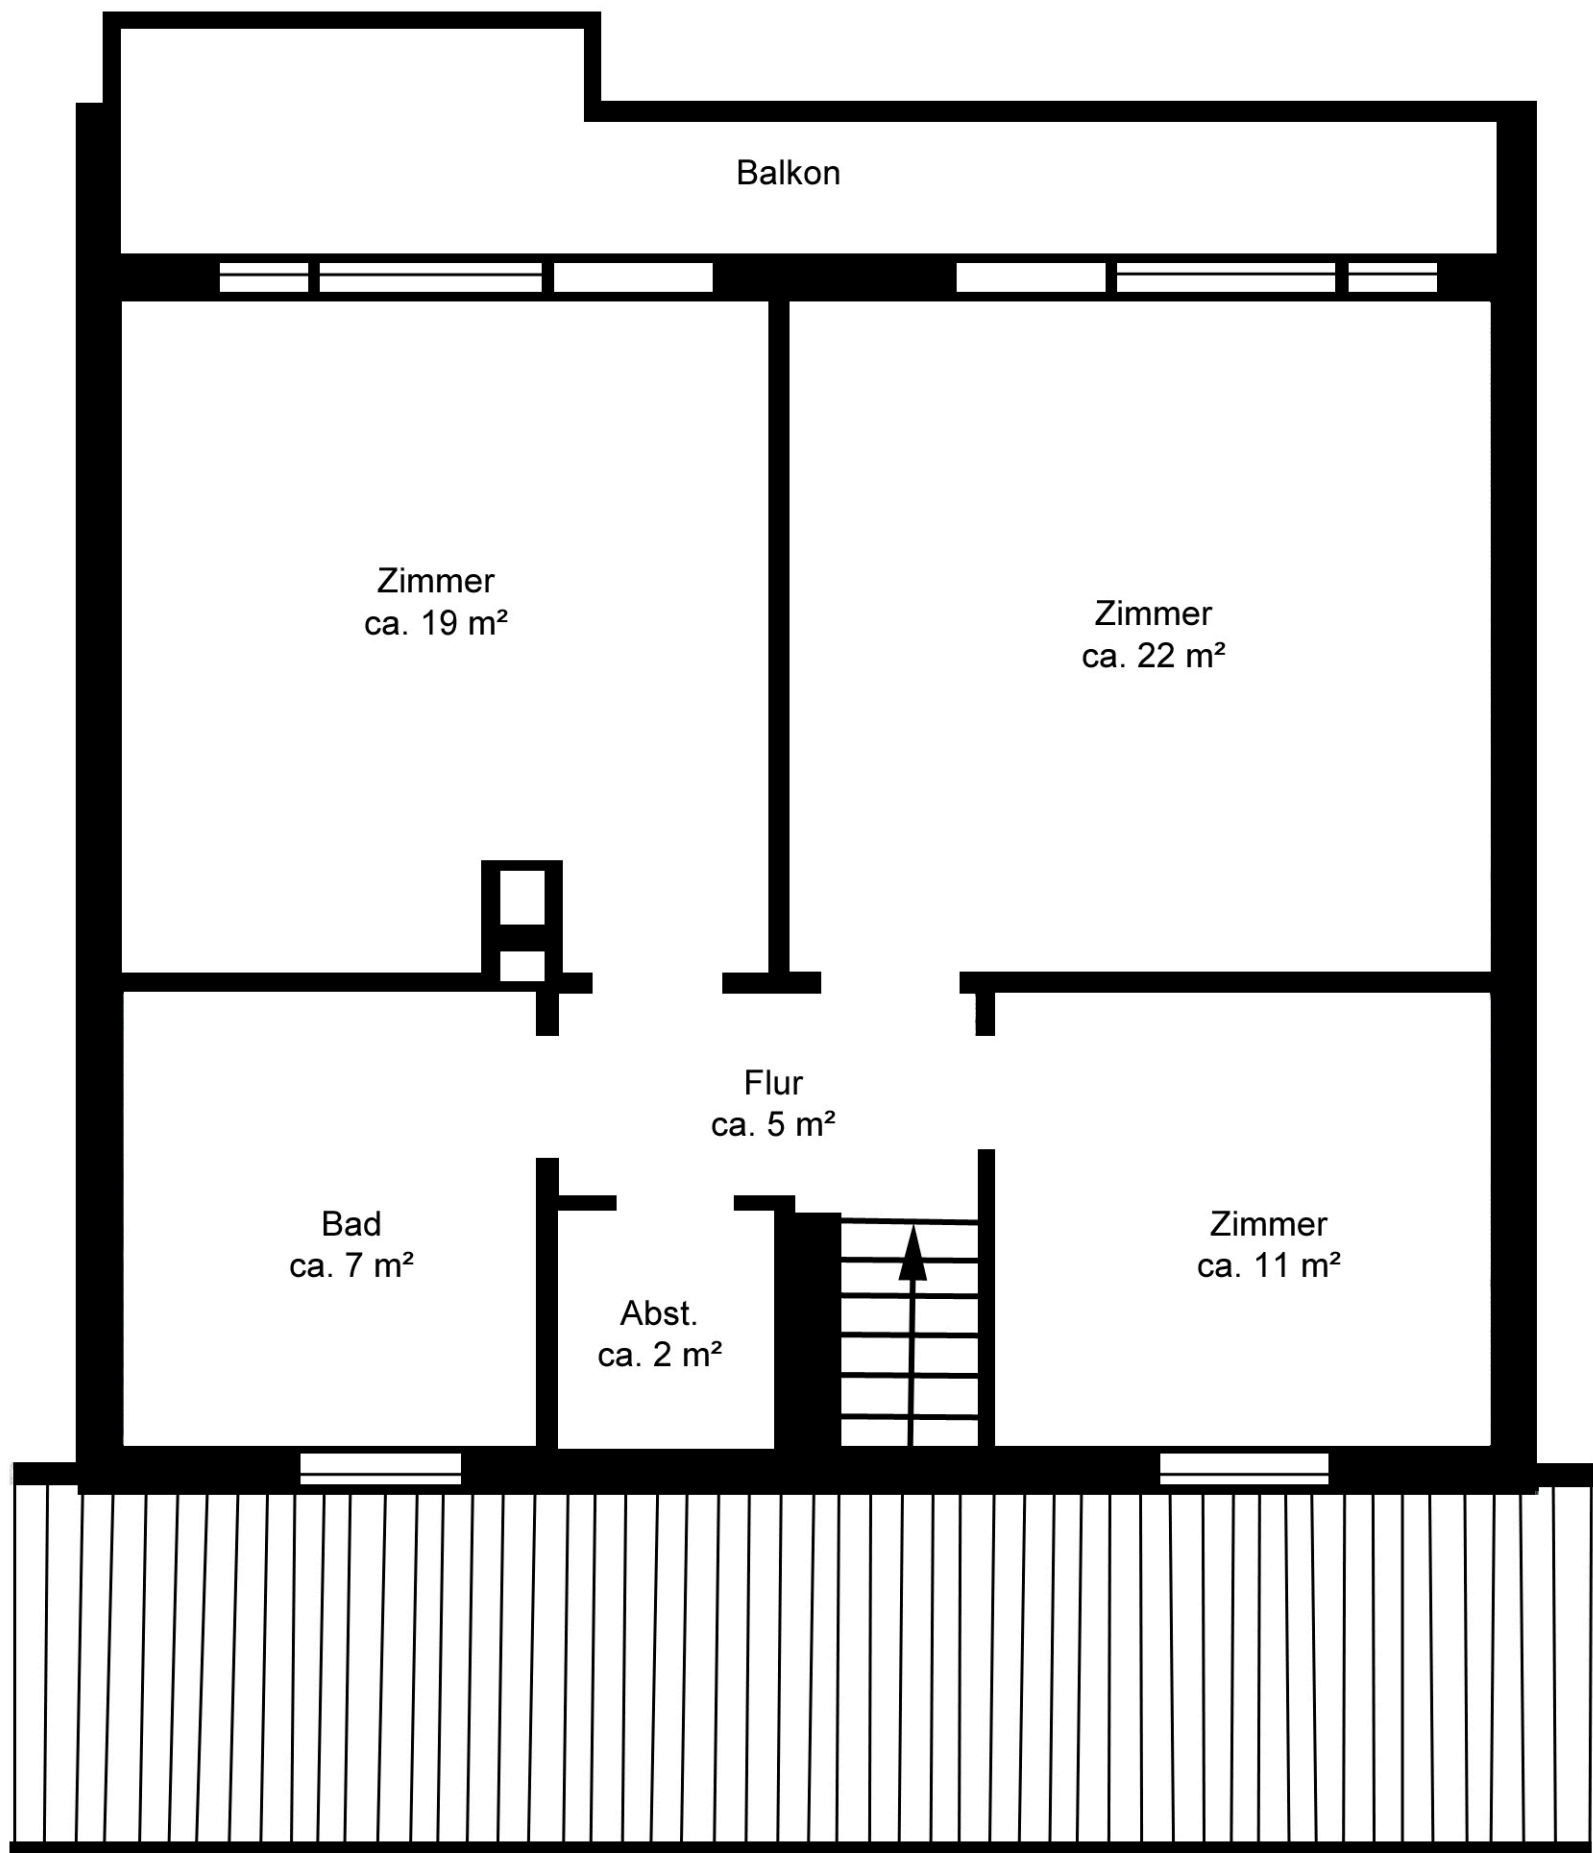 Balkon
Zimmer
ca. 19 m²
Zimmer
ca. 22 m²
Flur
ca. 5 m²
Bad
ca. 7 m²
Zimmer
ca. 11 m²
Abst.
ca. 2 m²